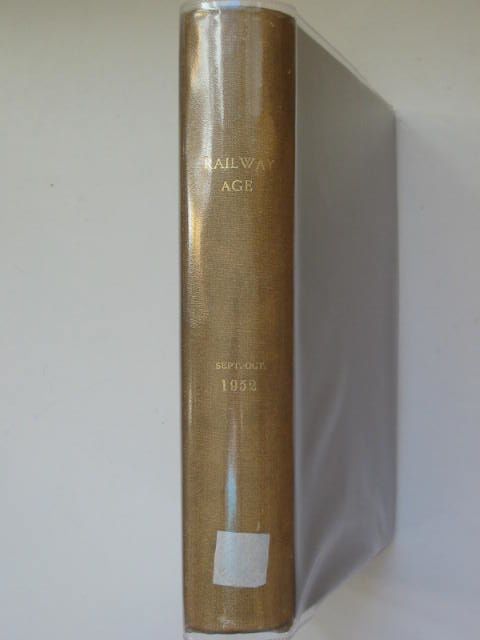 RAILWAY
AGE
SEPT.-OCT.
1952